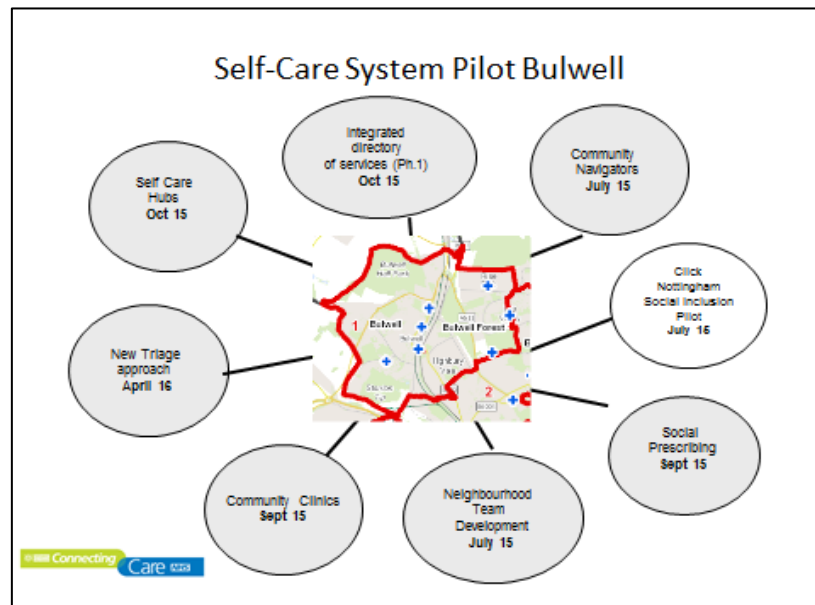 Self-Care System Pilot Bulwell
Integrated
directory
of services (Ph.1)
Oct 15
Community
Navigators
July 15
Self Care
Hubs
Oct 15
Click
Nottingham
Social Inclusion
Pilot
July 15
New Triage
approach
April 16
1
Bulwell
Bulwell Forest
Bulwell
2
Social
Prescribing
Sept 15
Community Clinics
Sept 15
Neighbourhood
Team
Development
July 15
Connecting
Care NHS